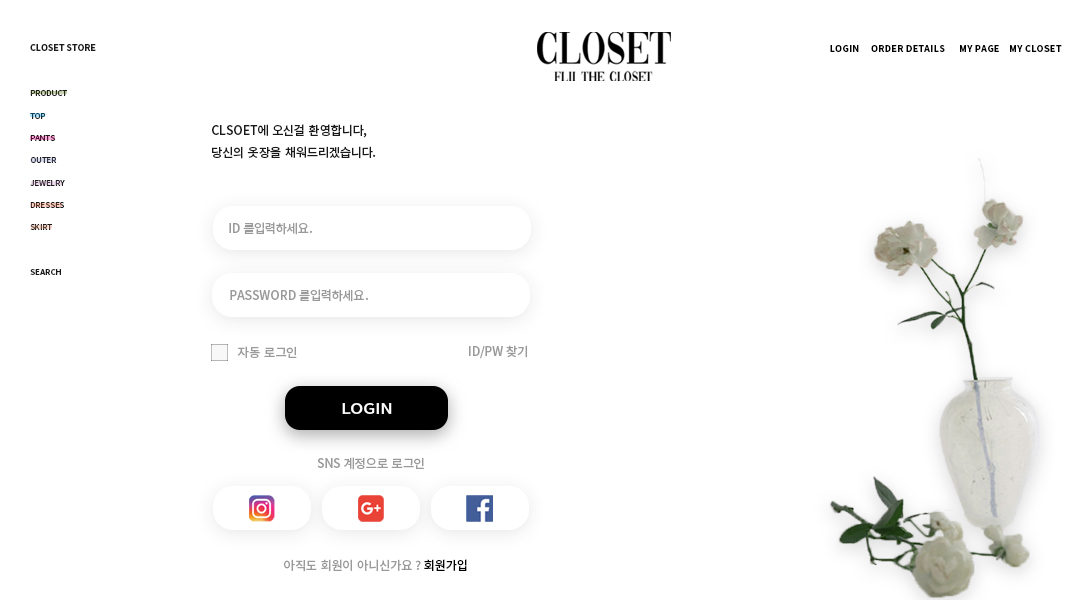 CLOSET STORE
CLOSET
FLII THE CLOSET
LOGIN ORDER DETAILS MY PAGE MY CLOSET
PRODUCT
TOP
PANTS
OUTER
JEWELRY
DRESSES
SKIRT
SEARCH
CLSOET에 오신걸 환영합니다,
당신의 옷장을 채워드리겠습니다.
ID 를입력하세요.
PASSWORD 를입력하세요.
자동 로그인 ID/PW 찾기
LOGIN
SNS 계정으로 로그인
G+
아직도 회원이 아니신가요 ? 회원가입